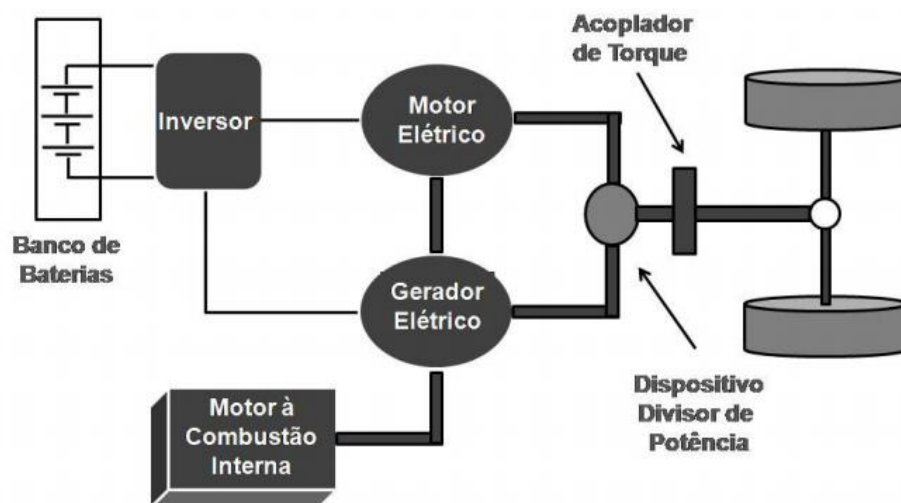 Acoplador
de Torque
Inversor
Motor
Elétrico
Banco de
Baterias
Gerador
Elétrico
Motor à
Combustão
Interna
Dispositivo
Divisor de
Potência